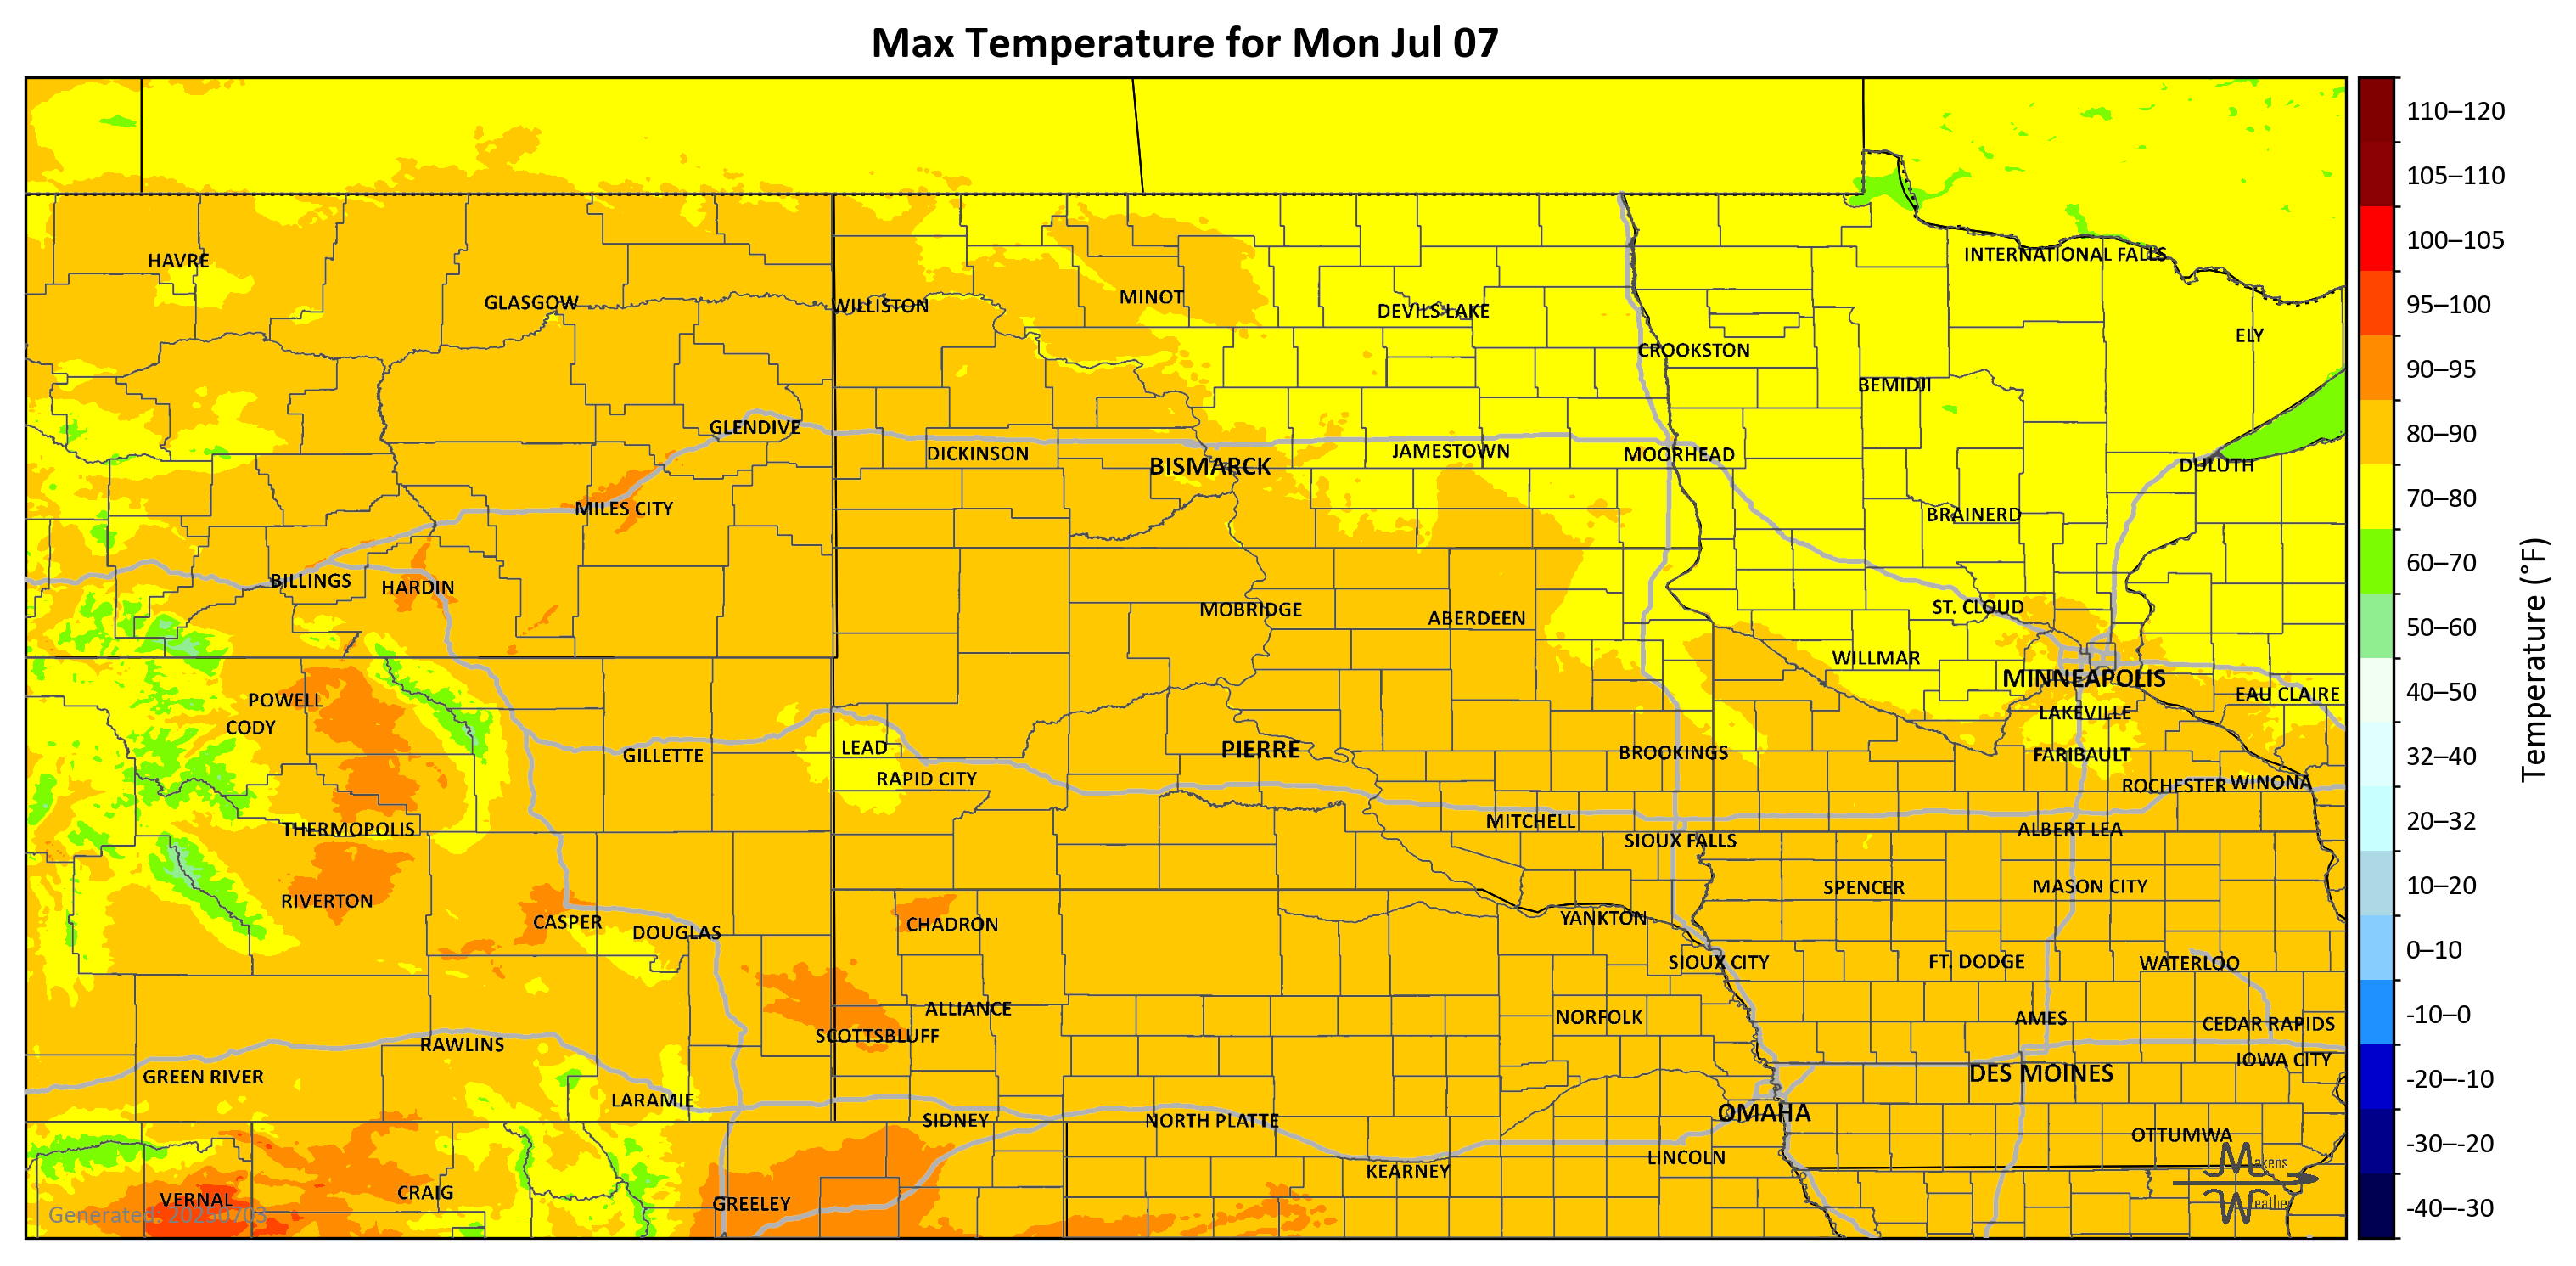 Max Temperature for Mon Jul 07
110–120
105–110
INTERNATIONAL FALLS
100–105
HAVRE
GLASGOW
WILLISTON
MINOT
DEVILS LAKE
95–100
ELY
CROOKSTON
BEMIDJI
90–95
GLENDIVE
DICKINSON
BISMARCK
JAMESTOWN
MOORHEAD
DULUTH
80–90
MILES CITY
BRAINERD
70–80
BILLINGS
HARDIN
60–70
MOBRIDGE
ABERDEEN
ST. CLOUD
50–60
WILLMAR
MINNEAPOLIS
POWELL
EAU CLAIRE
40–50
CODY
LAKEVILLE
Temperature (°F)
GILLETTE
LEAD
PIERRE
BROOKINGS
FARIBAULT
32–40
RAPID CITY
ROCHESTER
WINONA
THERMOPOLIS
MITCHELL
SIOUX FALLS
ALBERT LEA
20–32
RIVERTON
SPENCER
MASON CITY
10–20
CASPER
DOUGLAS
CHADRON
YANKTON
SIOUX CITY
FT. DODGE
WATERLOO
0–10
ALLIANCE
NORFOLK
AMES
CEDAR RAPIDS
-10–0
SCOTTSBLUFF
RAWLINS
IOWA CITY
GREEN RIVER
DES MOINES
-20–-10
LARAMIE
SIDNEY
NORTH PLATTE
OMAHA
OTTUMWA
-30–-20
KEARNEY
LINCOLN
Makens
Weather
VERNAL
CRAIG
GREELEY
-40–-30
Generated: 20250703